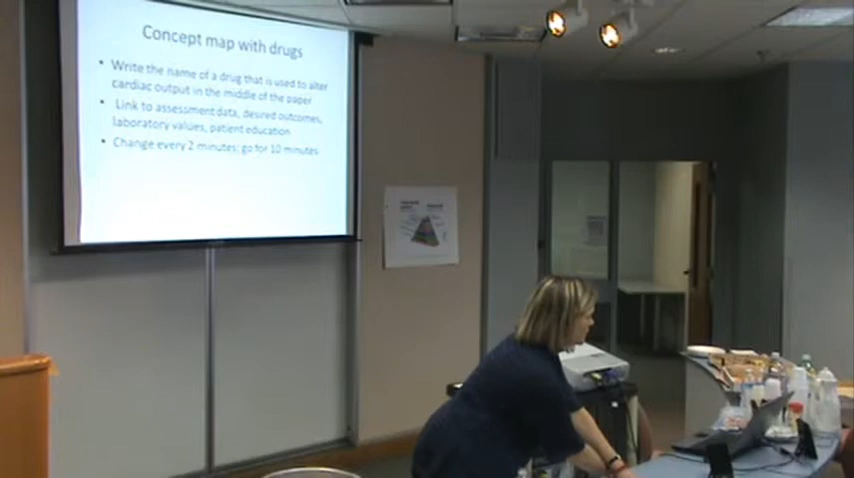 Concept map with drugs
• Write the name of a drug that is used to alter
cardiac output in the middle of the paper
• Link to assessment data, desired outcomes,
laboratory values, patient education
• Change every 2 minutes; go for 10 minutes